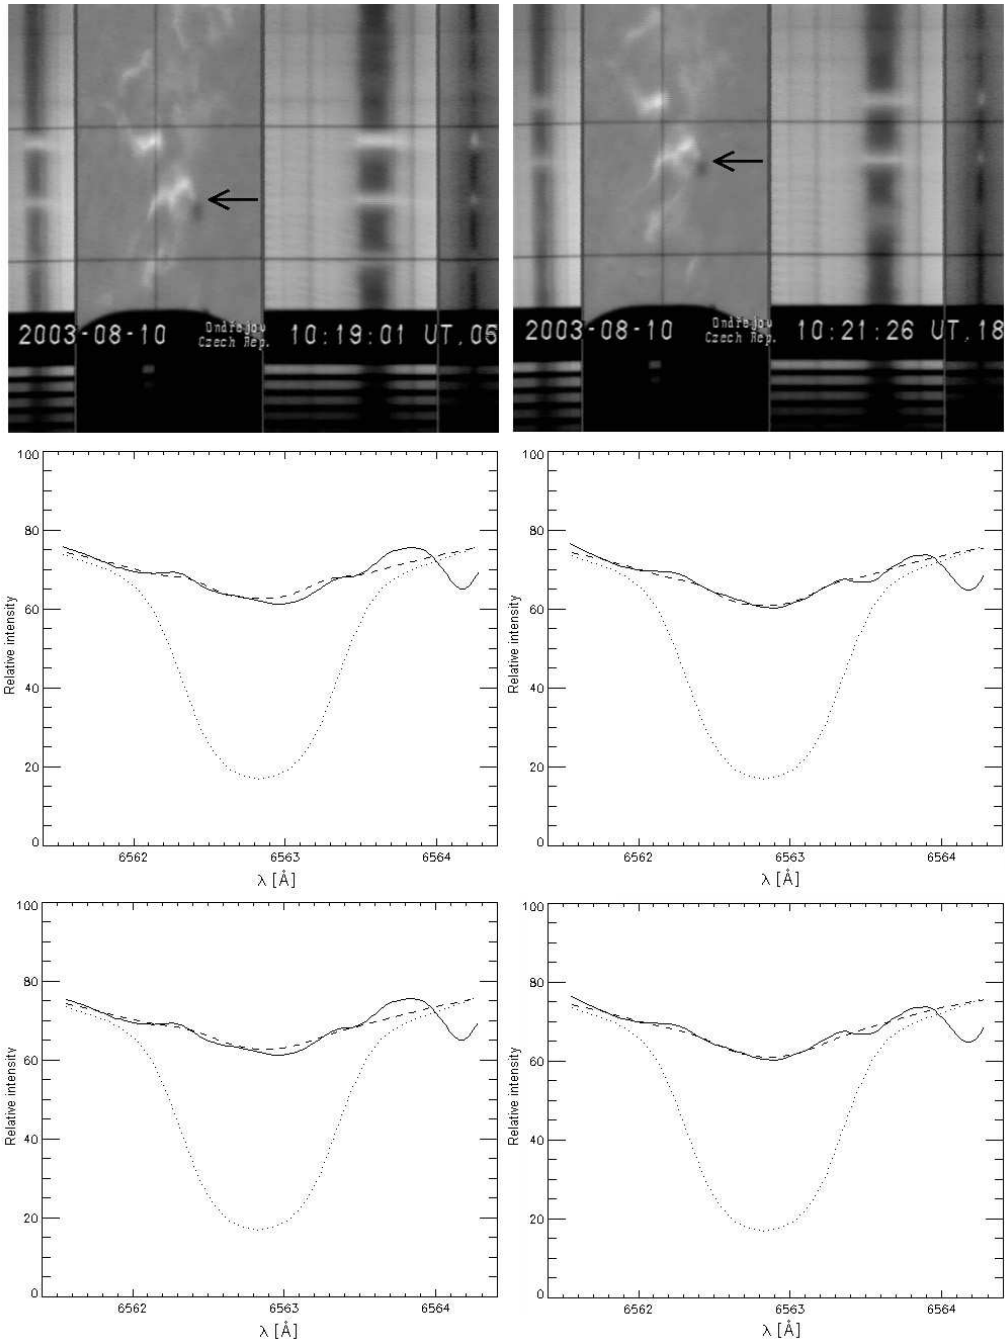 2003-08-10 Ondřejov Czech Rep. 10:19:01 UT,05
2003-08-10 Ondřejov Czech Rep. 10:21:26 UT,18
100
80
60
40
20
0
Relative intensity
6562 6563 6564
λ [Å]
100
80
60
40
20
0
Relative intensity
6562 6563 6564
λ [Å]
100
80
60
40
20
0
Relative intensity
6562 6563 6564
λ [Å]
100
80
60
40
20
0
Relative intensity
6562 6563 6564
λ [Å]